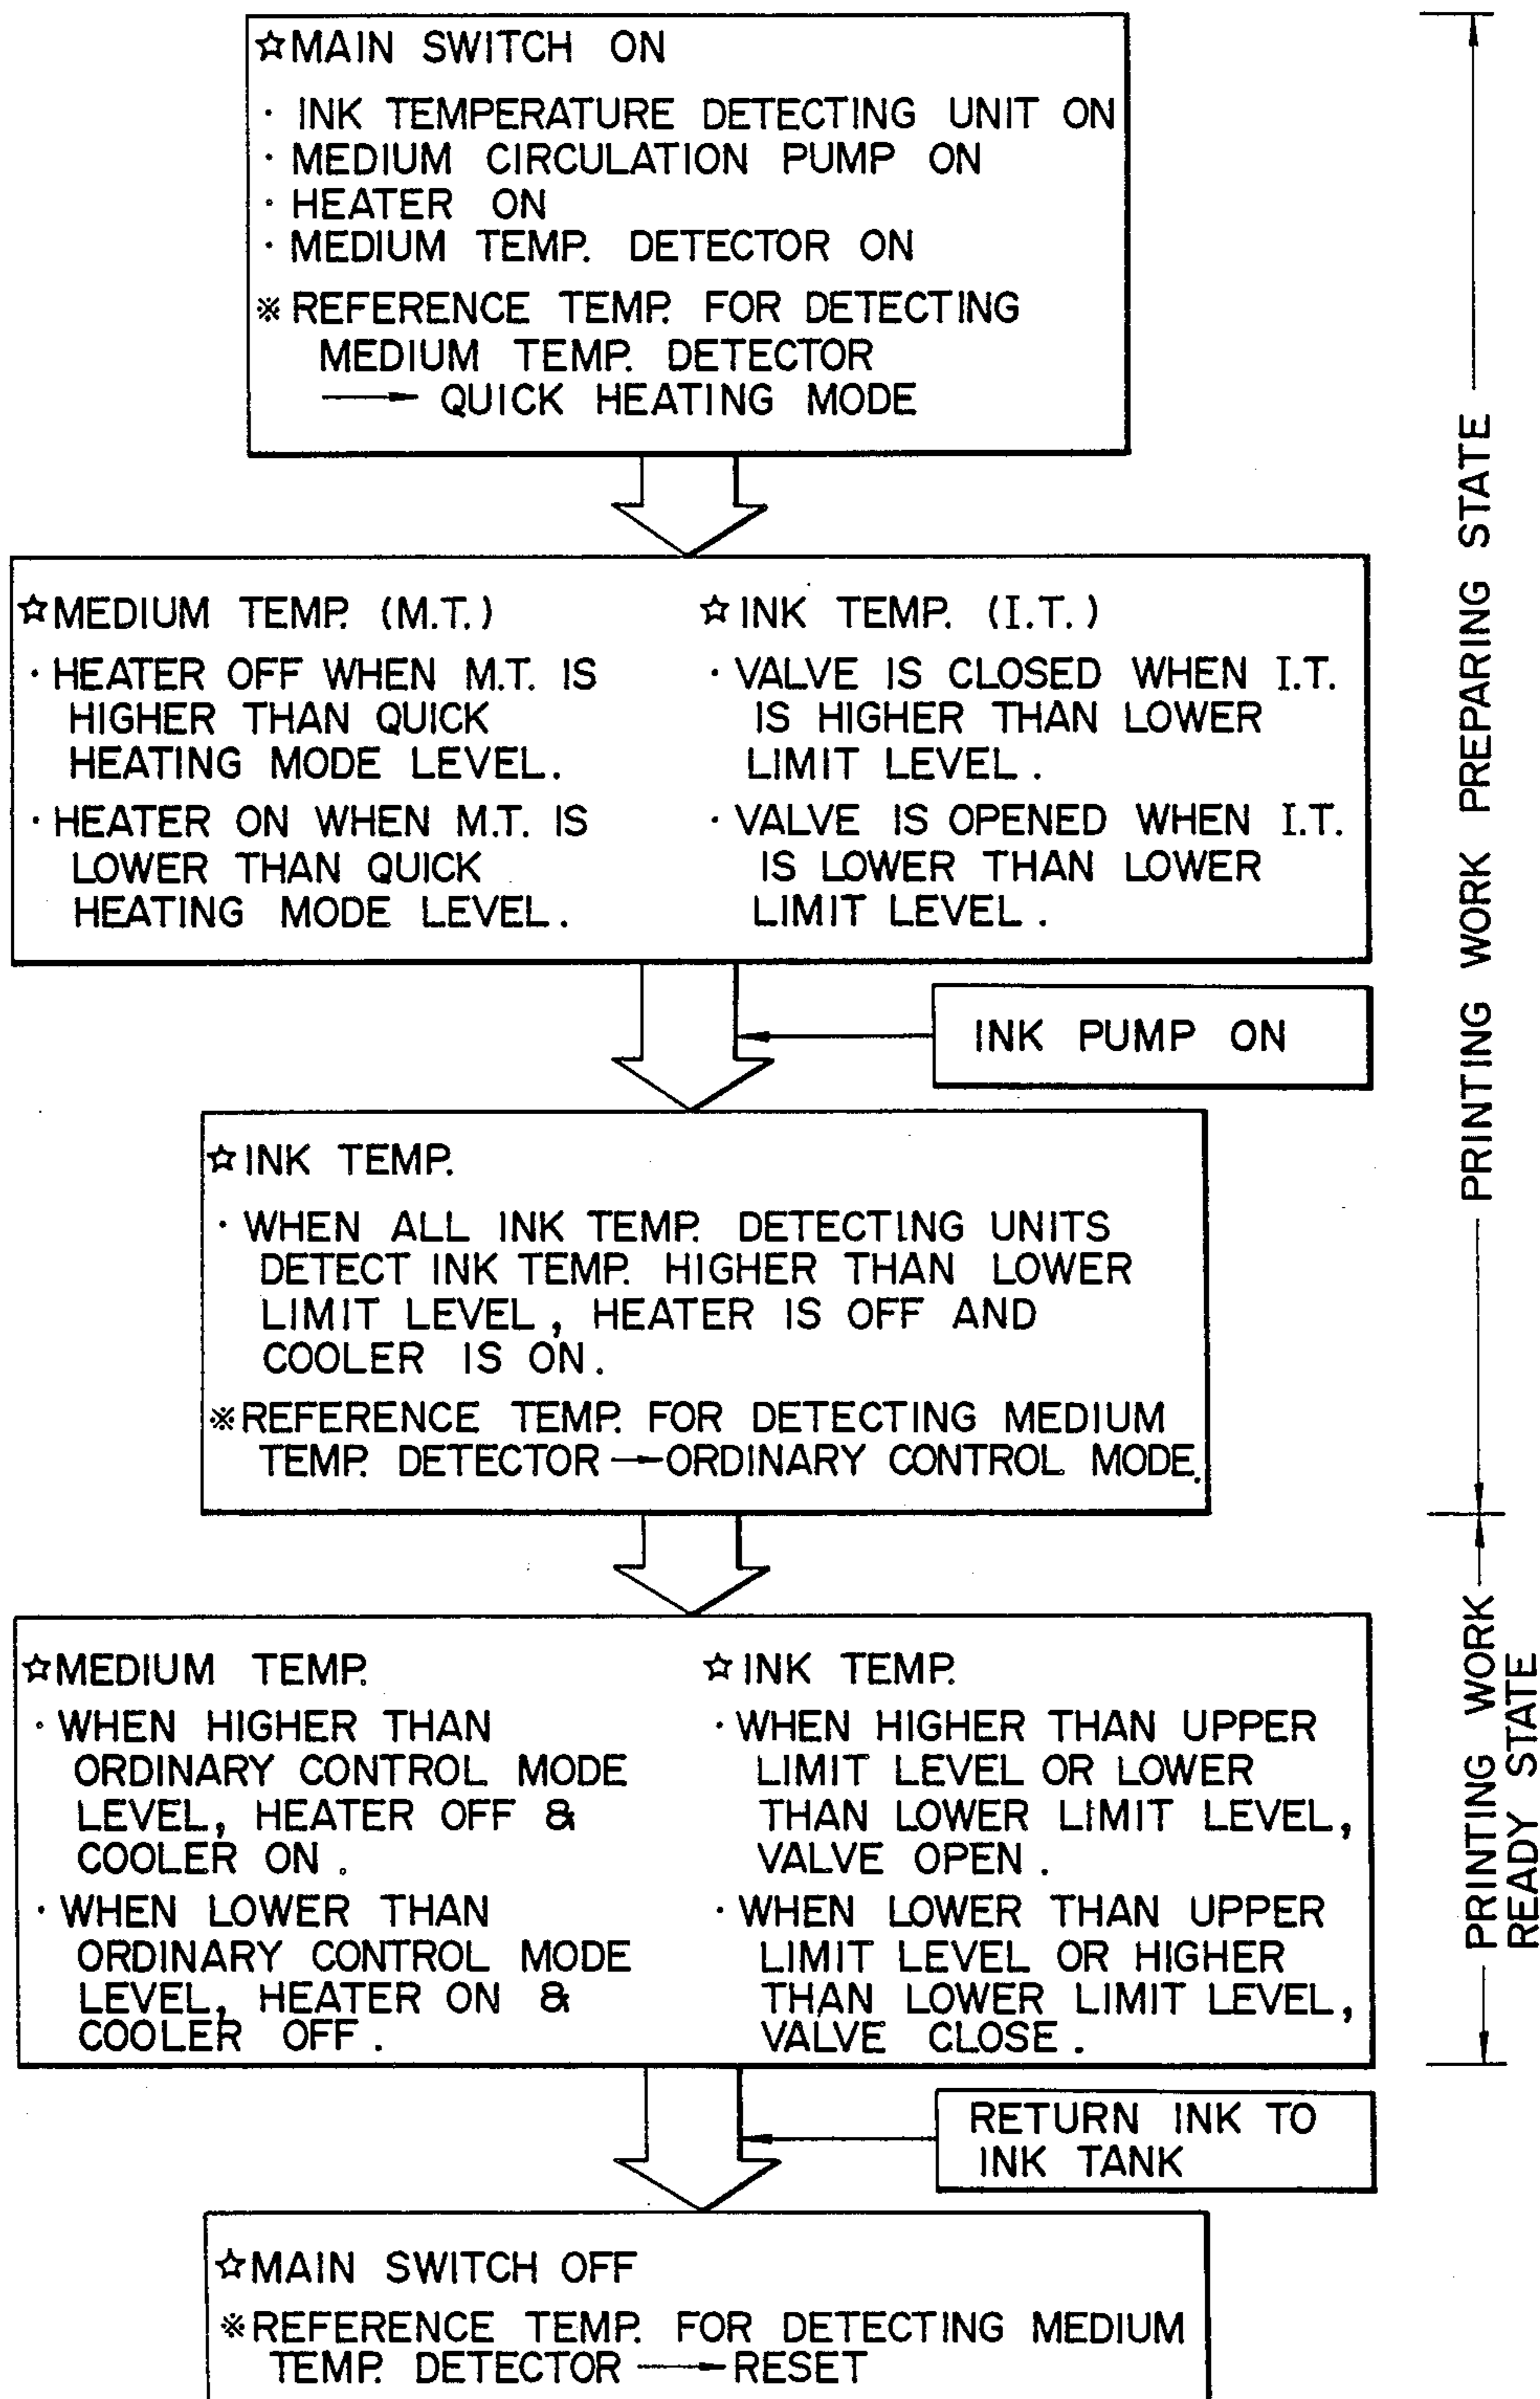 ☆MAIN SWITCH ON
· INK TEMPERATURE DETECTING UNIT ON
· MEDIUM CIRCULATION PUMP ON
· HEATER ON
· MEDIUM TEMP. DETECTOR ON
※ REFERENCE TEMP. FOR DETECTING
MEDIUM TEMP. DETECTOR
→ QUICK HEATING MODE
☆MEDIUM TEMP. (M.T.)
· HEATER OFF WHEN M.T. IS
HIGHER THAN QUICK
HEATING MODE LEVEL.
· HEATER ON WHEN M.T. IS
LOWER THAN QUICK
HEATING MODE LEVEL.
☆ INK TEMP. (I.T.)
· VALVE IS CLOSED WHEN I.T.
IS HIGHER THAN LOWER
LIMIT LEVEL.
· VALVE IS OPENED WHEN I.T.
IS LOWER THAN LOWER
LIMIT LEVEL.
INK PUMP ON
☆INK TEMP.
· WHEN ALL INK TEMP. DETECTING UNITS
DETECT INK TEMP. HIGHER THAN LOWER
LIMIT LEVEL, HEATER IS OFF AND
COOLER IS ON.
※REFERENCE TEMP. FOR DETECTING MEDIUM
TEMP. DETECTOR → ORDINARY CONTROL MODE.
PRINTING WORK PREPARING STATE
☆MEDIUM TEMP.
· WHEN HIGHER THAN
ORDINARY CONTROL MODE
LEVEL, HEATER OFF &
COOLER ON.
· WHEN LOWER THAN
ORDINARY CONTROL MODE
LEVEL, HEATER ON &
COOLER OFF.
☆INK TEMP.
· WHEN HIGHER THAN UPPER
LIMIT LEVEL OR LOWER
THAN LOWER LIMIT LEVEL,
VALVE OPEN.
· WHEN LOWER THAN UPPER
LIMIT LEVEL OR HIGHER
THAN LOWER LIMIT LEVEL,
VALVE CLOSE.
PRINTING WORK
READY STATE
RETURN INK TO
INK TANK
☆MAIN SWITCH OFF
※REFERENCE TEMP. FOR DETECTING MEDIUM
TEMP. DETECTOR → RESET